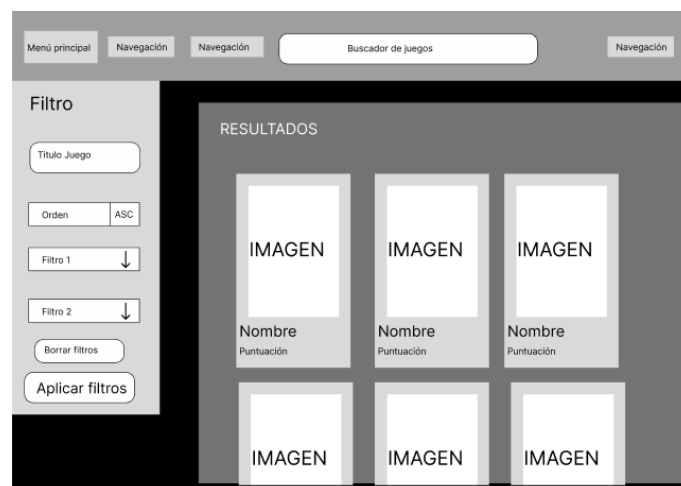 Menú principal
Navegación
Navegación
Buscador de juegos
Navegación
Filtro
Titulo Juego
Orden
ASC
Filtro 1
Filtro 2
Borrar filtros
Aplicar filtros
RESULTADOS
IMAGEN
IMAGEN
IMAGEN
Nombre
Nombre
Nombre
Puntuación
Puntuación
Puntuación
IMAGEN
IMAGEN
IMAGEN